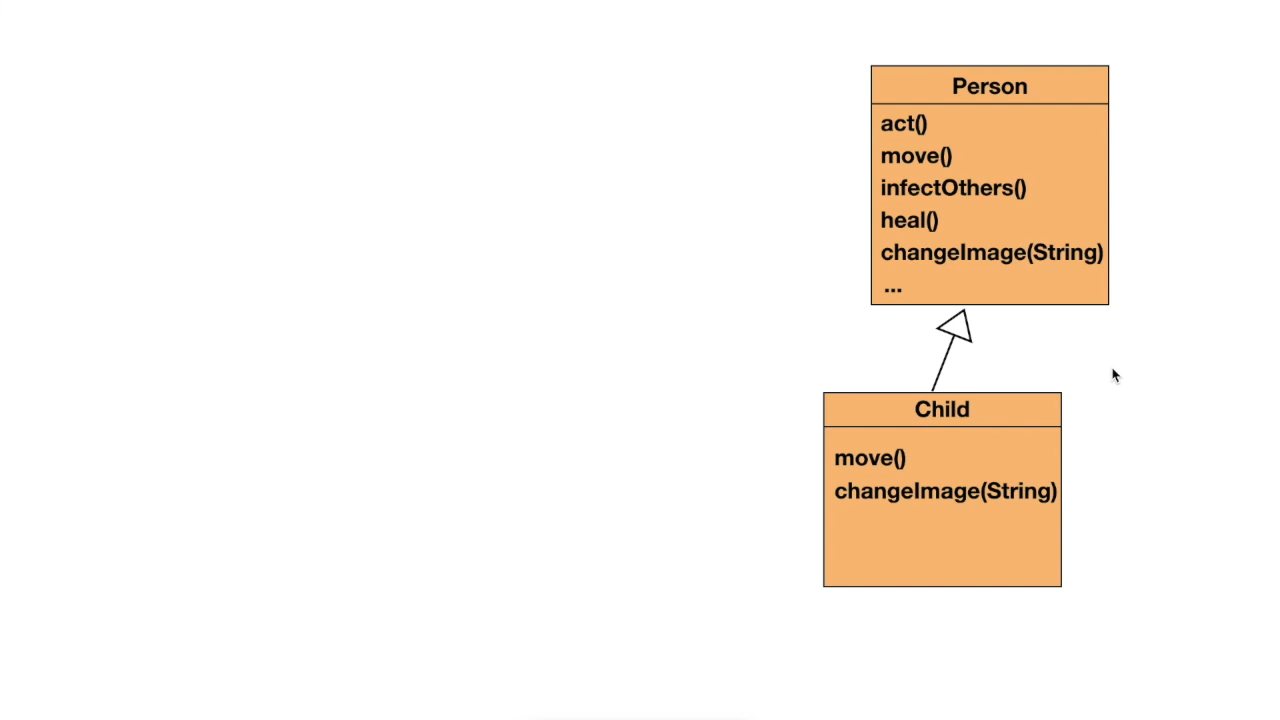 Person
act()
move()
infectOthers()
heal()
changeImage(String)
...
Child
move()
changeImage(String)